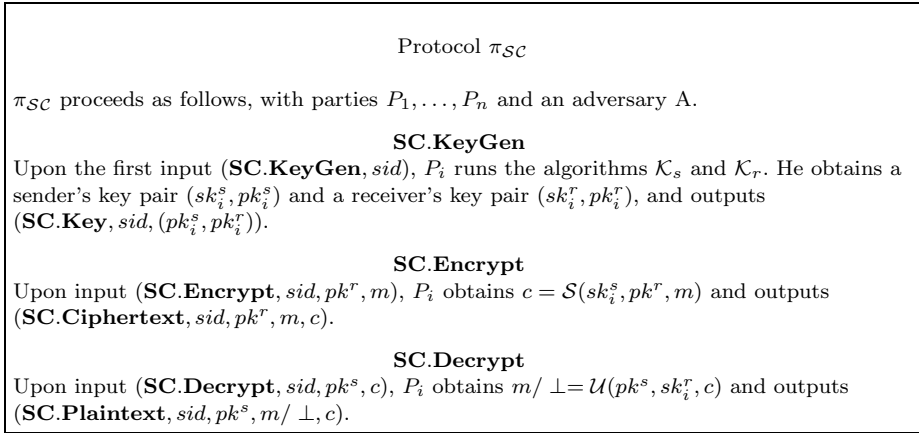 Protocol π_𝒮𝒞
π_𝒮𝒞 proceeds as follows, with parties P_1, . . . , P_n and an adversary A.
SC.KeyGen
Upon the first input (SC.KeyGen, sid), P_i runs the algorithms 𝒦_s and 𝒦_r. He obtains a
sender's key pair (sk_i^s, pk_i^s) and a receiver's key pair (sk_i^r, pk_i^r), and outputs
(SC.Key, sid, (pk_i^s, pk_i^r)).
SC.Encrypt
Upon input (SC.Encrypt, sid, pk^r, m), P_i obtains c = 𝒮(sk_i^s, pk^r, m) and outputs
(SC.Ciphertext, sid, pk^r, m, c).
SC.Decrypt
Upon input (SC.Decrypt, sid, pk^s, c), P_i obtains m/ ⊥= 𝒰(pk^s, sk_i^r, c) and outputs
(SC.Plaintext, sid, pk^s, m/ ⊥, c).